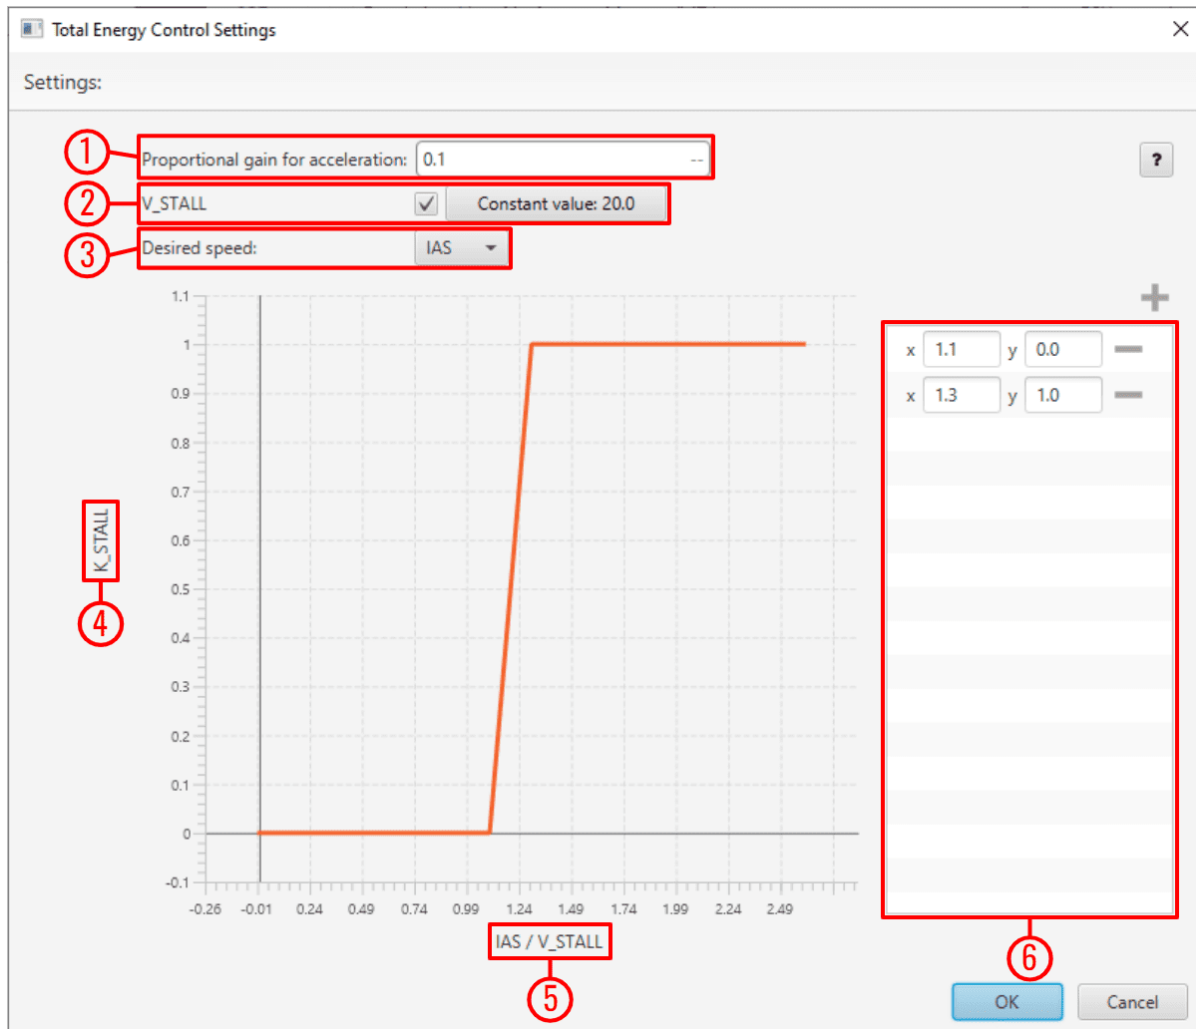 Total Energy Control Settings
Settings:
1 Proportional gain for acceleration: 0.1 -- ?
2 V_STALL Constant value: 20.0
3 Desired speed: IAS
1.1
1
0.9
0.8
0.7
0.6
0.5
0.4
0.3
0.2
0.1
0
-0.1
K_STALL
4
-0.26 -0.01 0.24 0.49 0.74 0.99 1.24 1.49 1.74 1.99 2.24 2.49
IAS / V_STALL
5
x 1.1 y 0.0
x 1.3 y 1.0
6
OK Cancel